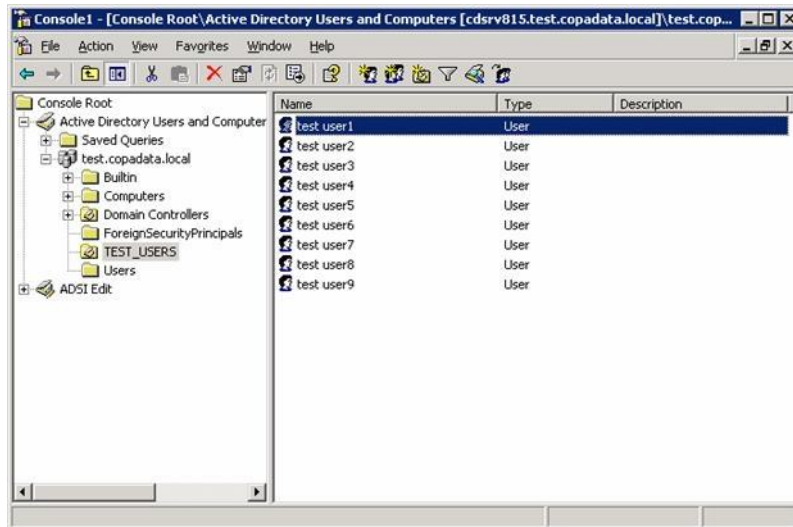 Console1 - [Console Root\Active Directory Users and Computers [cdsrv815.test.copadata.local]\test.cop...
File Action View Favorites Window Help
Console Root
Active Directory Users and Computer
Saved Queries
test.copadata.local
Builtin
Computers
Domain Controllers
ForeignSecurityPrincipals
TEST_USERS
Users
ADSI Edit
Name Type Description
test user1 User
test user2 User
test user3 User
test user4 User
test user5 User
test user6 User
test user7 User
test user8 User
test user9 User